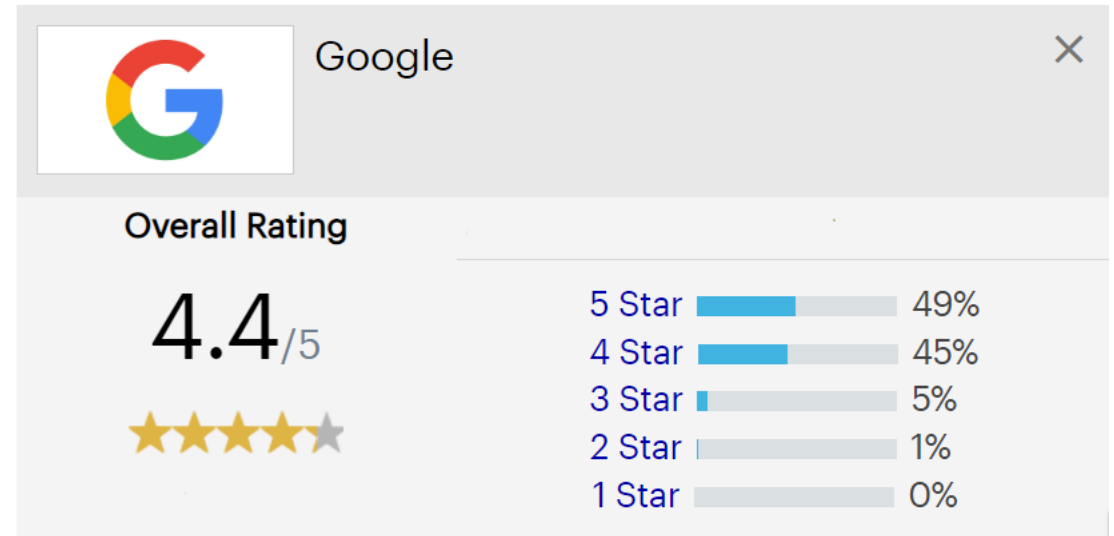 Google
Overall Rating
4.4/5
5 Star 49%
4 Star 45%
3 Star 5%
2 Star 1%
1 Star 0%